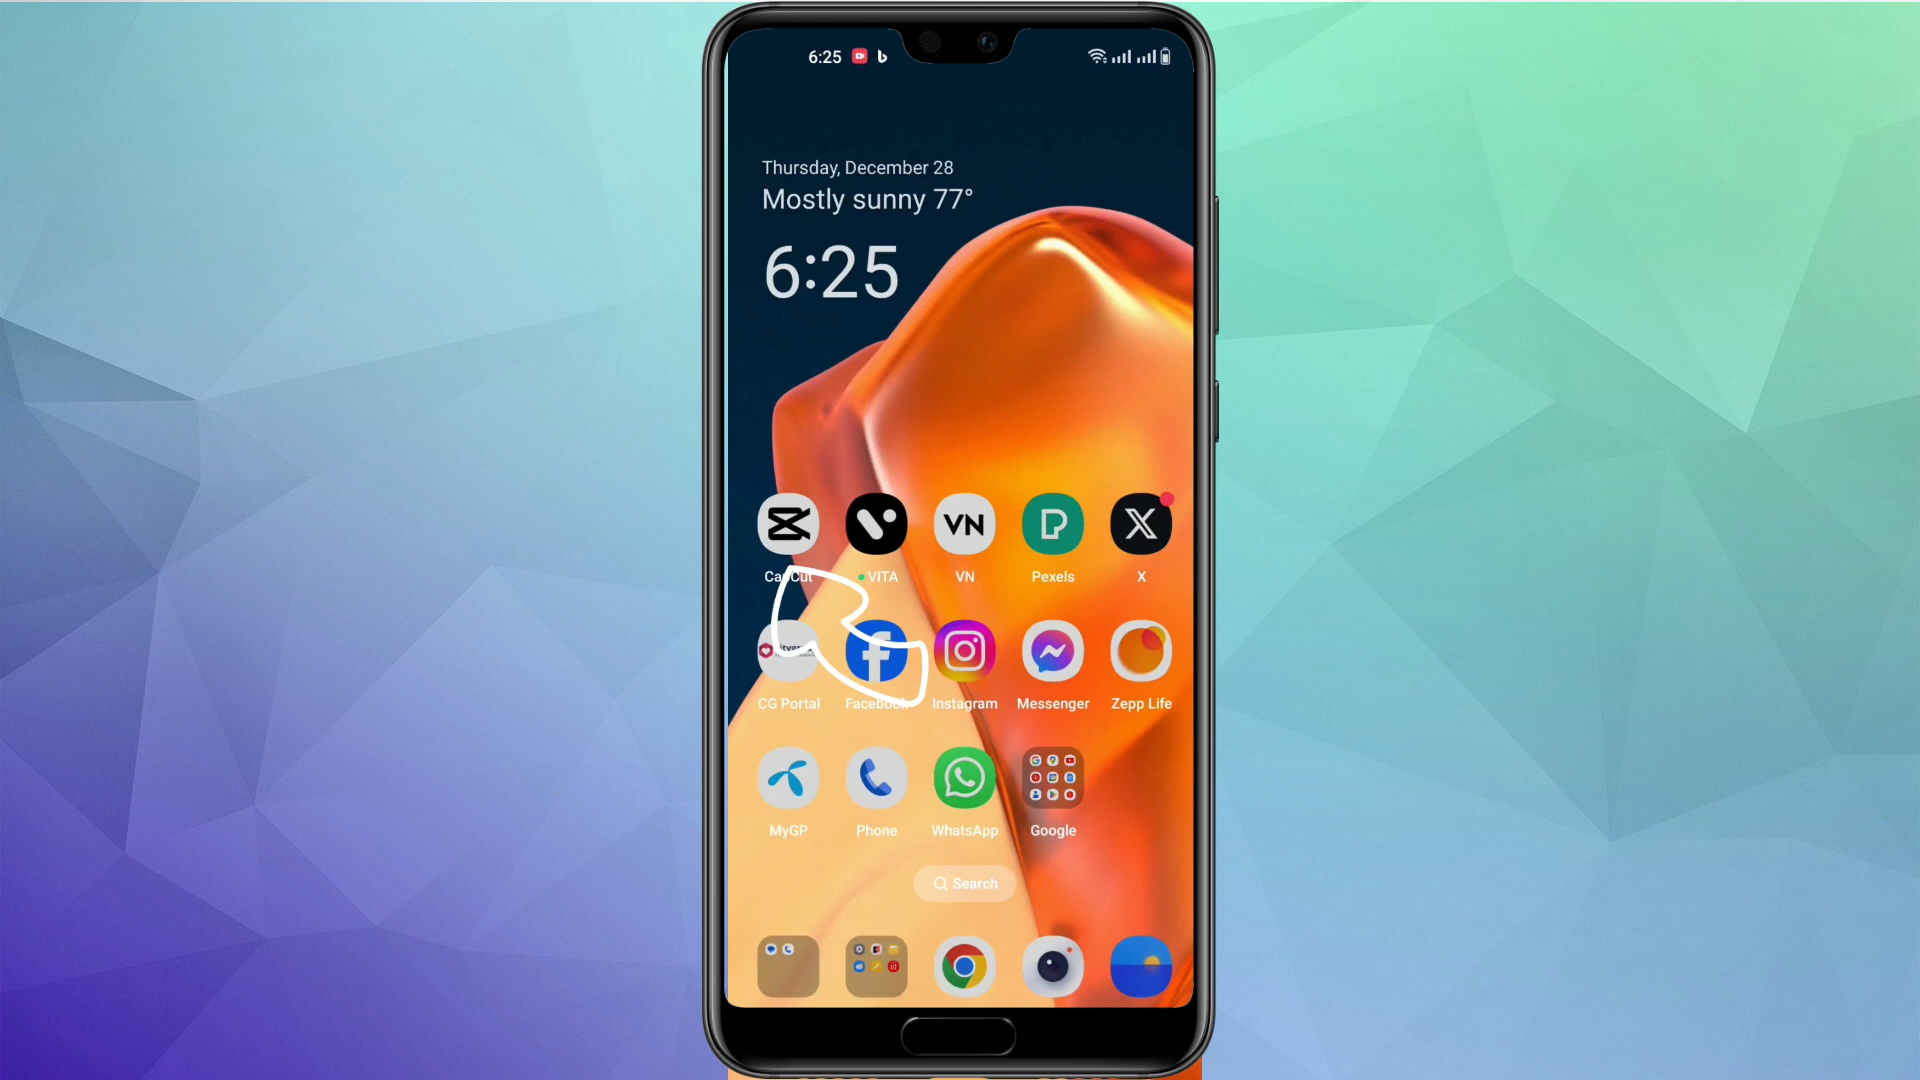 6:25
Thursday, December 28
Mostly sunny 77°
6:25
VN
CapCut
VITA
VN
Pexels
X
CG Portal
Facebook
Instagram
Messenger
Zepp Life
MyGP
Phone
WhatsApp
Google
Search